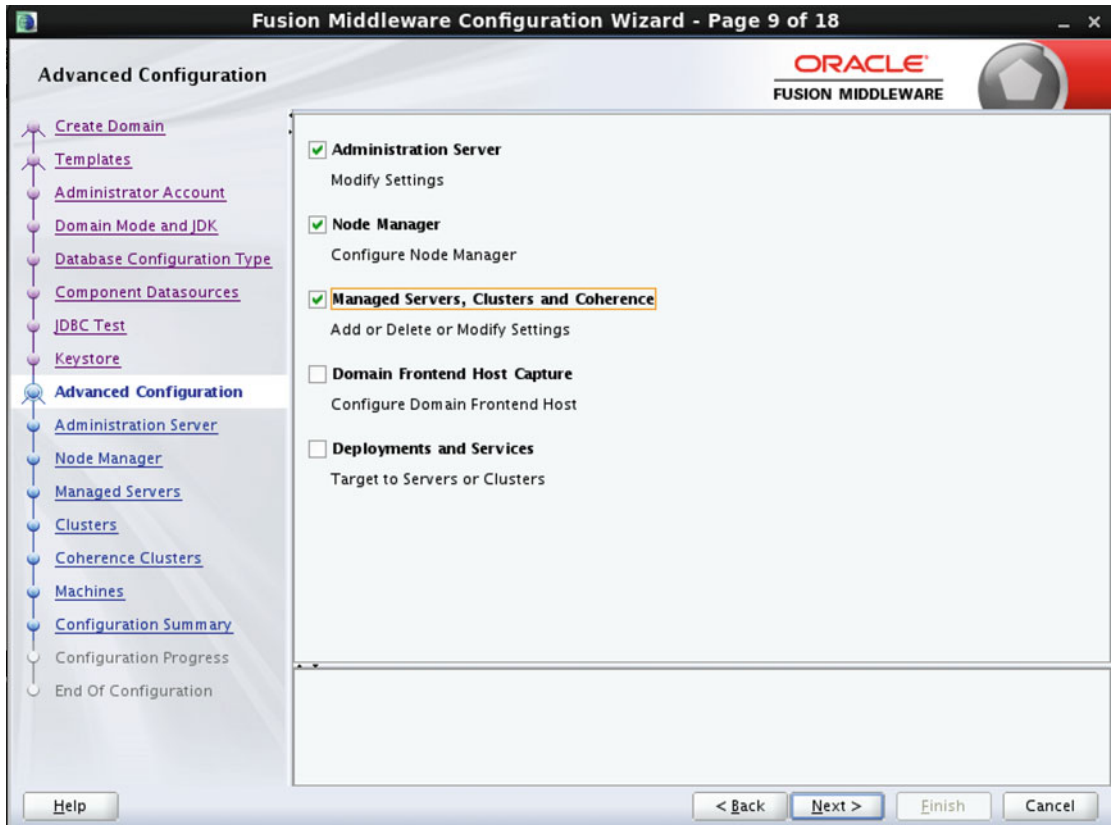 Fusion Middleware Configuration Wizard - Page 9 of 18
Advanced Configuration
ORACLE
FUSION MIDDLEWARE
Create Domain
Templates
Administrator Account
Domain Mode and JDK
Database Configuration Type
Component Datasources
JDBC Test
Keystore
Advanced Configuration
Administration Server
Node Manager
Managed Servers
Clusters
Coherence Clusters
Machines
Configuration Summary
Configuration Progress
End Of Configuration
Administration Server
Modify Settings
Node Manager
Configure Node Manager
Managed Servers, Clusters and Coherence
Add or Delete or Modify Settings
Domain Frontend Host Capture
Configure Domain Frontend Host
Deployments and Services
Target to Servers or Clusters
Help
< Back
Next >
Finish
Cancel